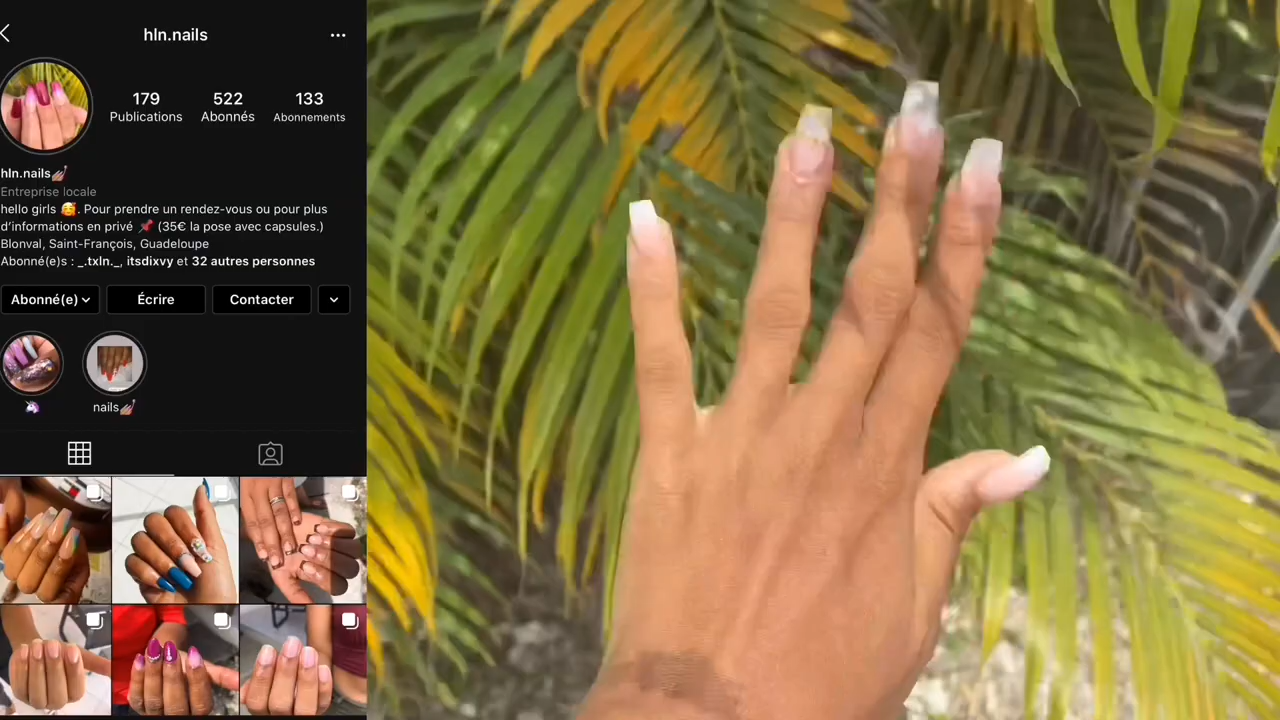 hln.nails
179
522
133
Publications
Abonnés
Abonnements
hln.nails💅🏽
Entreprise locale
hello girls 🥰. Pour prendre un rendez-vous ou pour plus
d’informations en privé 📌 (35€ la pose avec capsules.)
Blonval, Saint-François, Guadeloupe
Abonné(e)s : _.txln._, itsdixvy et 32 autres personnes
Abonné(e)
Écrire
Contacter
🦄
nails💅🏽